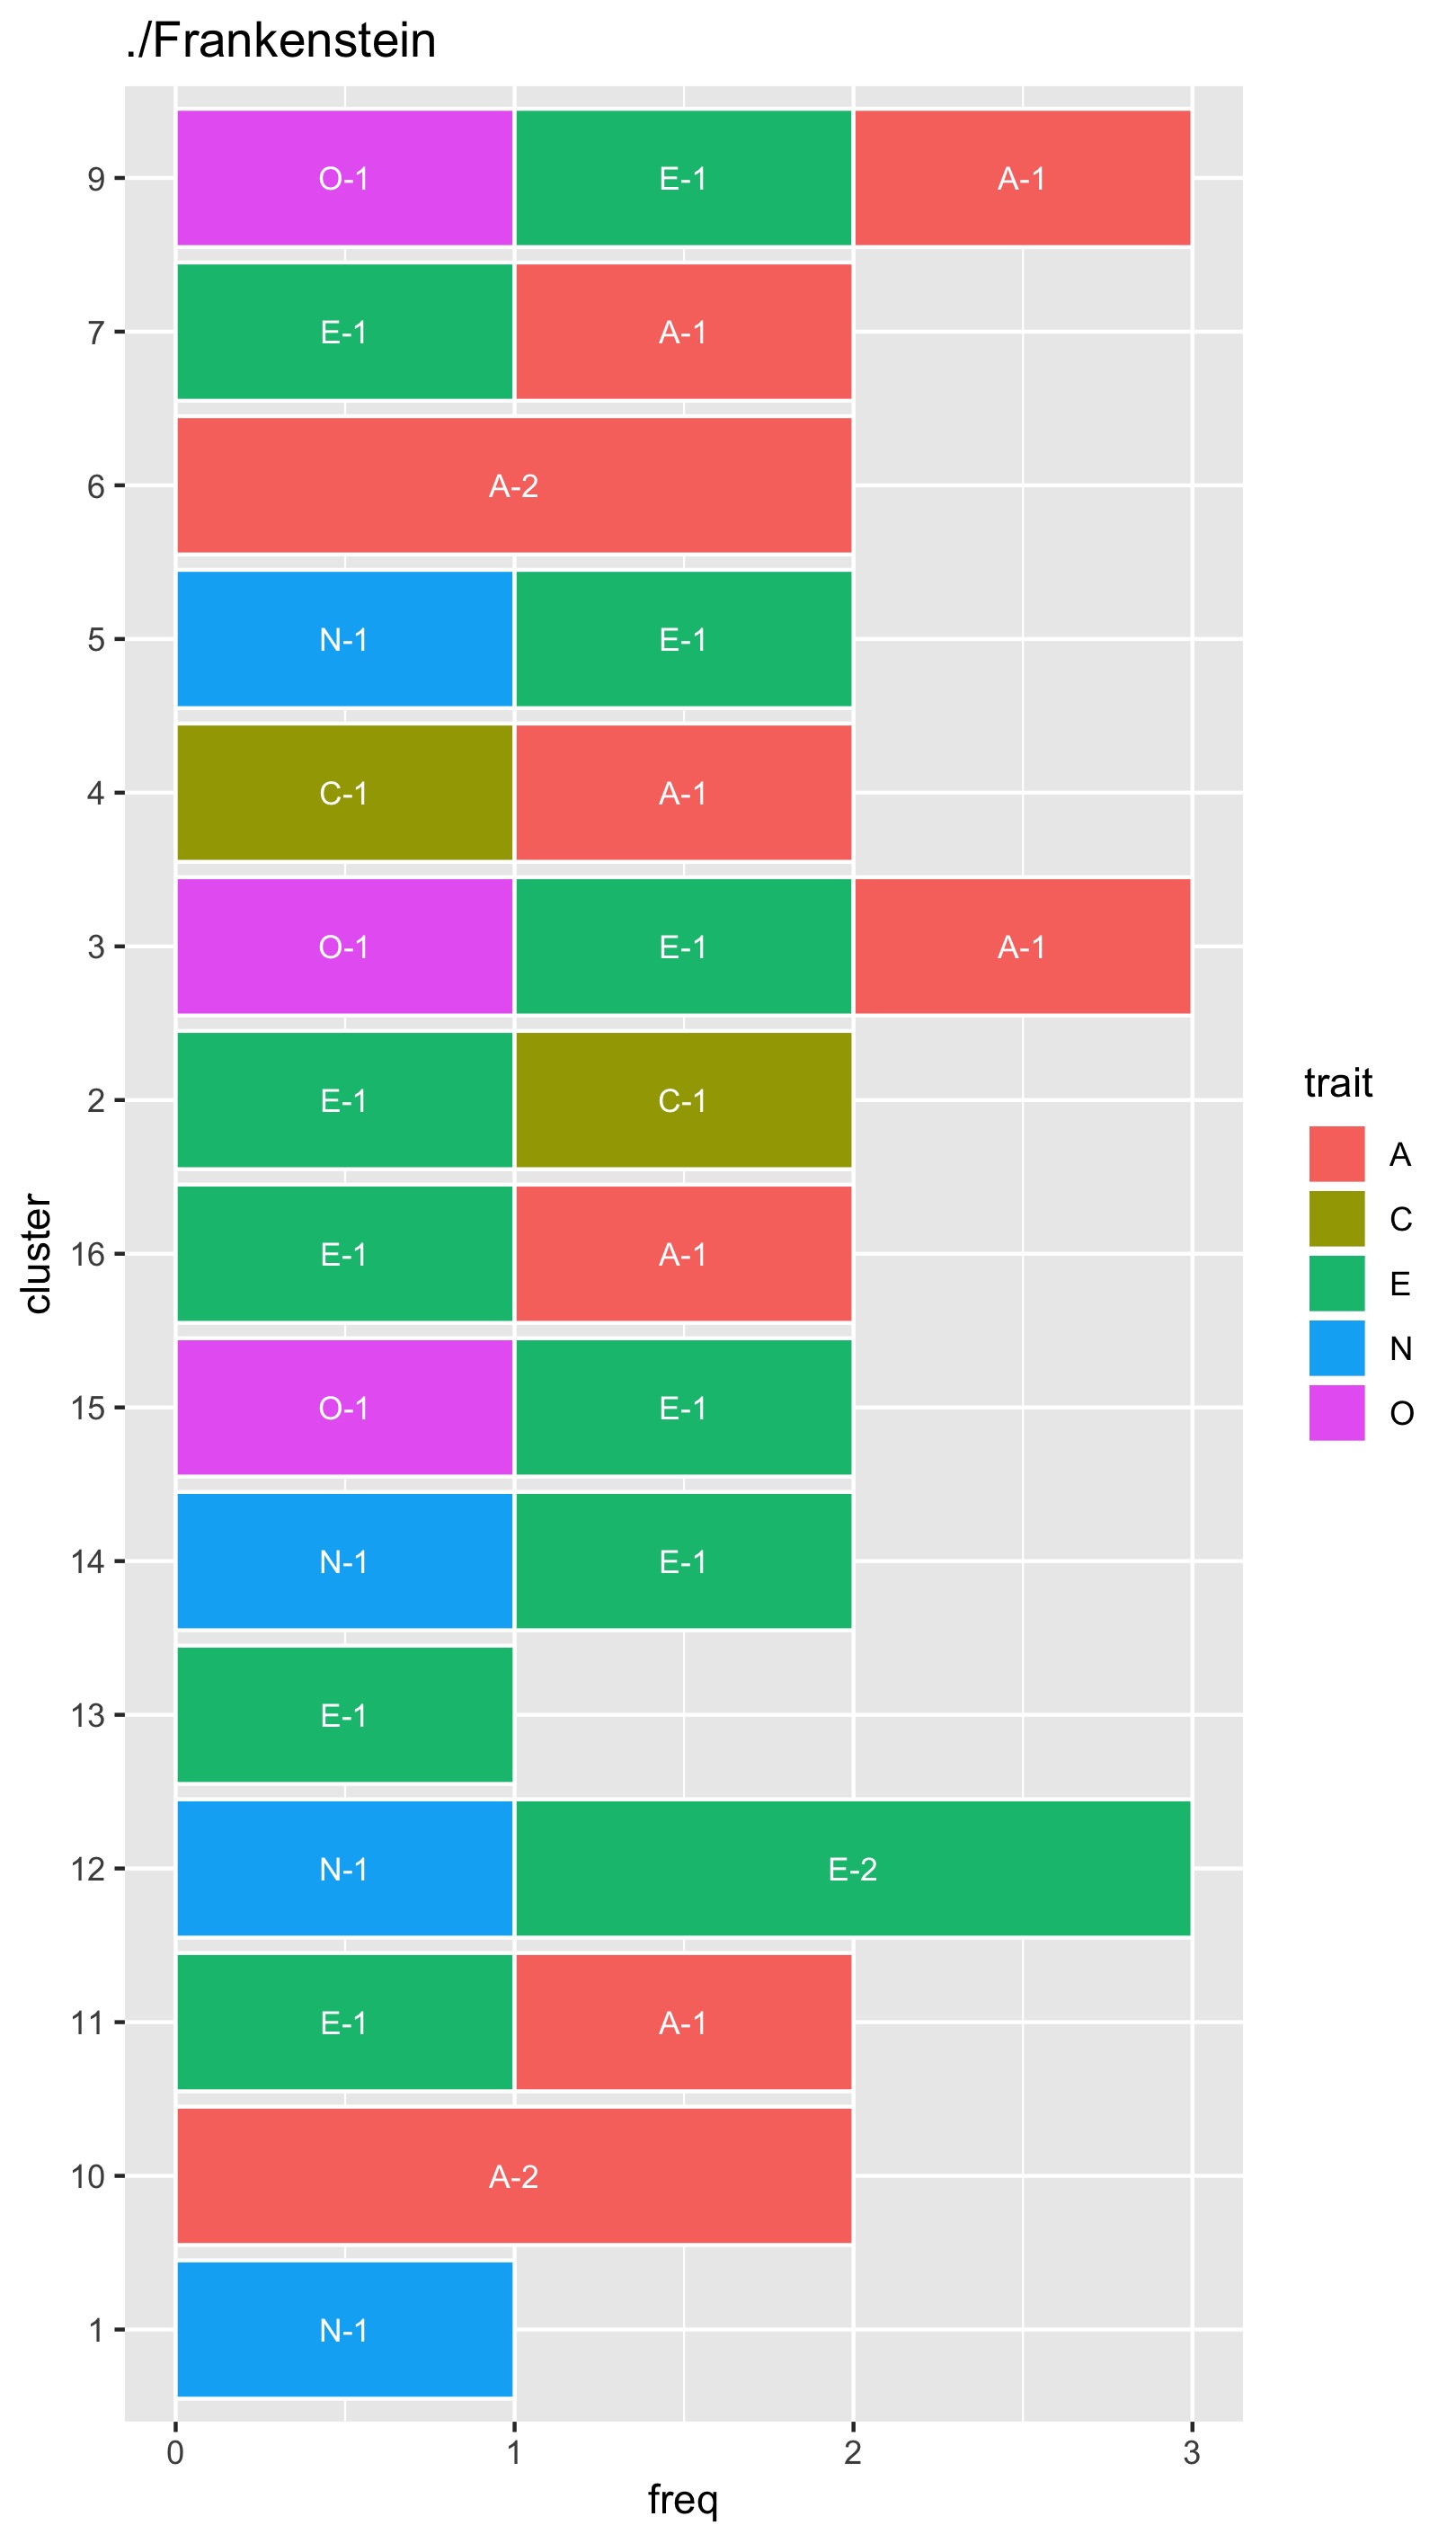 ./Frankenstein
9 O-1 E-1 A-1
7 E-1 A-1
6 A-2
5 N-1 E-1
4 C-1 A-1
3 O-1 E-1 A-1
2 E-1 C-1
16 E-1 A-1
15 O-1 E-1
14 N-1 E-1
13 E-1
12 N-1 E-2
11 E-1 A-1
10 A-2
1 N-1
0 1 2 3
freq
cluster
trait
A
C
E
N
O